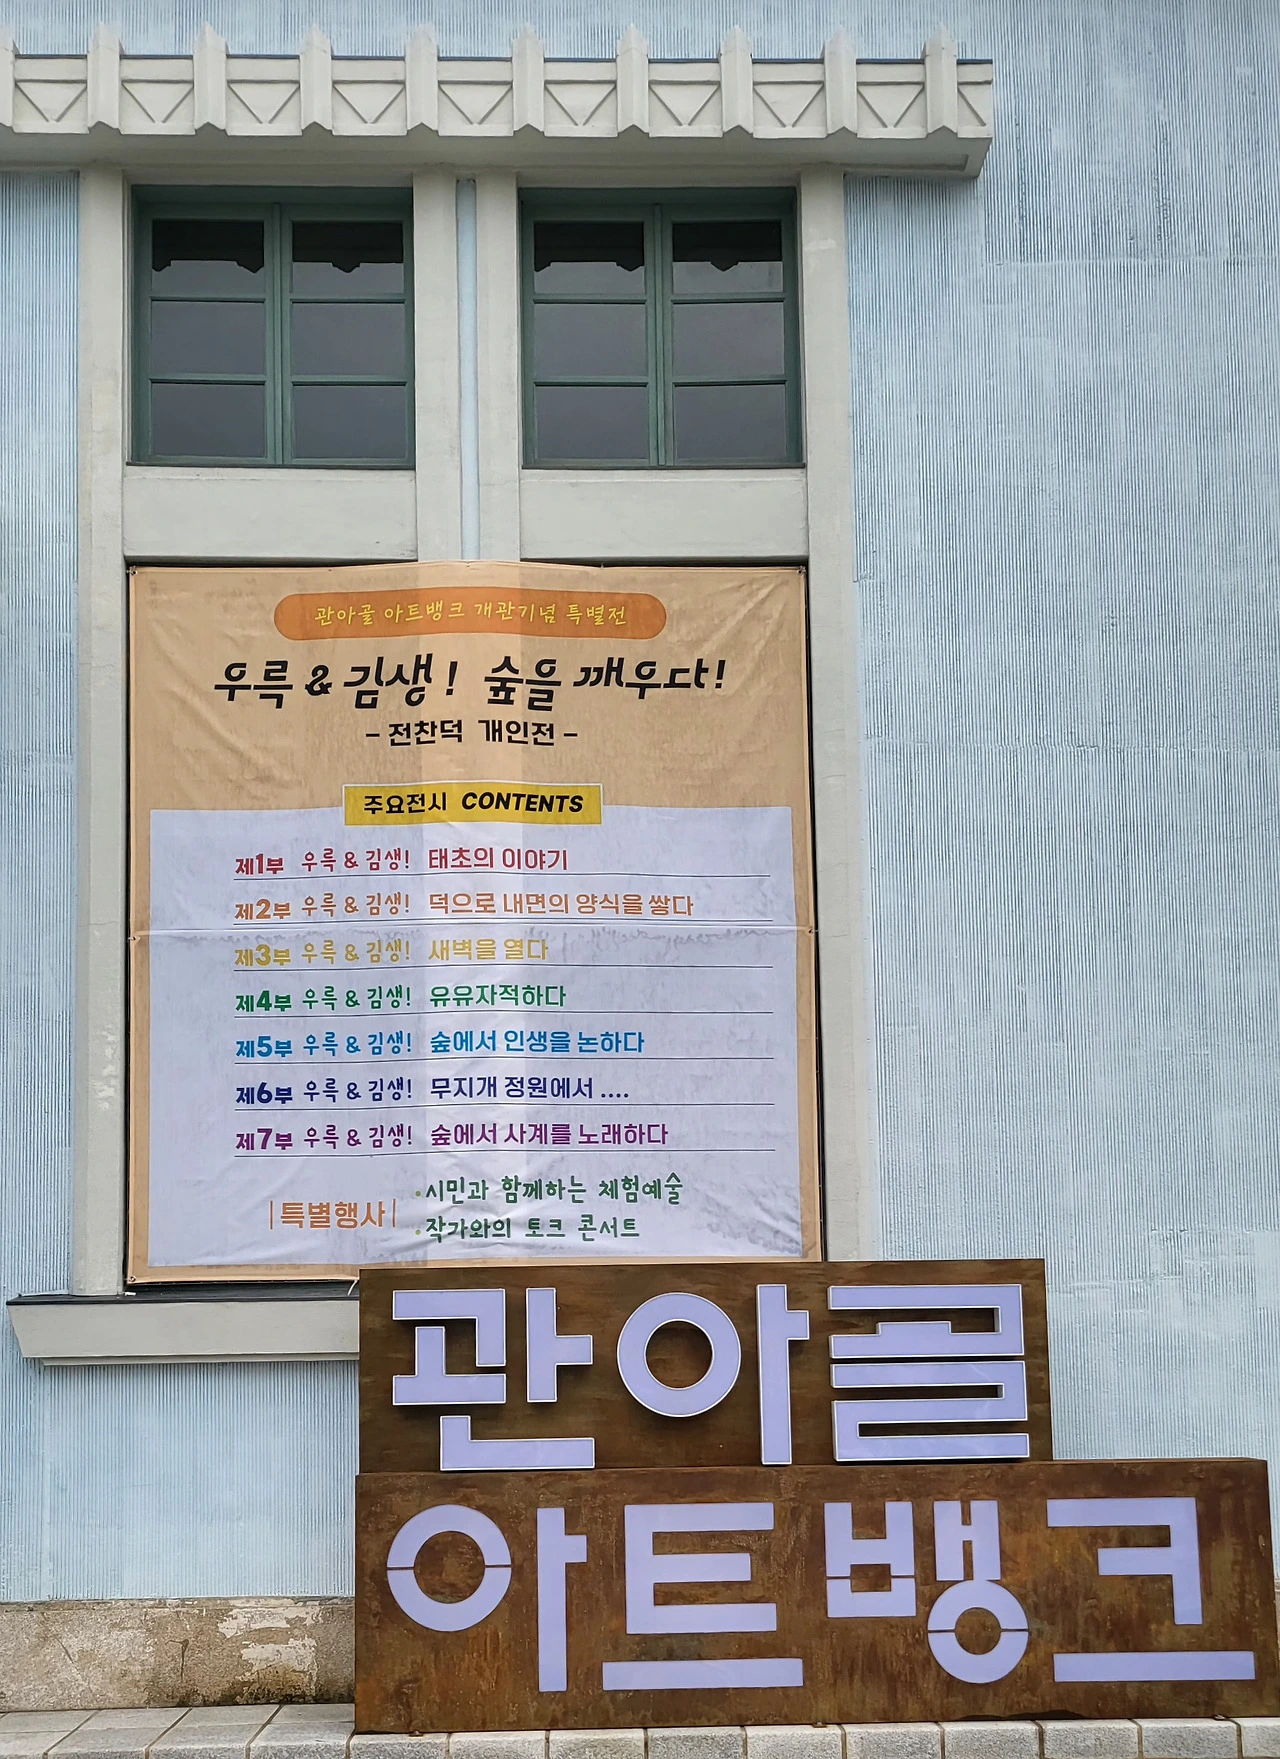 관아골 아트뱅크 개관기념 특별전
우륵 & 김생! 숲을 깨우다!
- 전찬덕 개인전 -
주요전시 CONTENTS
제1부 우륵 & 김생! 태초의 이야기
제2부 우륵 & 김생! 덕으로 내면의 양식을 쌓다
제3부 우륵 & 김생! 새벽을 열다
제4부 우륵 & 김생! 유유자적하다
제5부 우륵 & 김생! 숲에서 인생을 논하다
제6부 우륵 & 김생! 무지개 정원에서 ....
제7부 우륵 & 김생! 숲에서 사계를 노래하다
|특별행사|
·시민과 함께하는 체험예술
·작가와의 토크 콘서트
관아골
아트뱅크